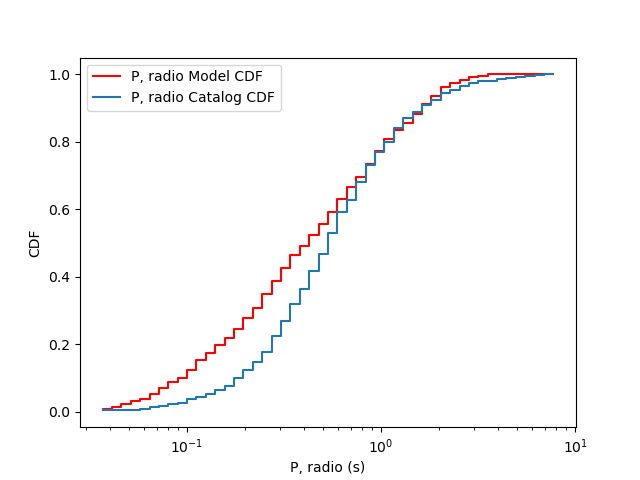 P, radio Model CDF
P, radio Catalog CDF
1.0
0.8
0.6
0.4
0.2
0.0
CDF
10⁻¹
10⁰
10¹
P, radio (s)